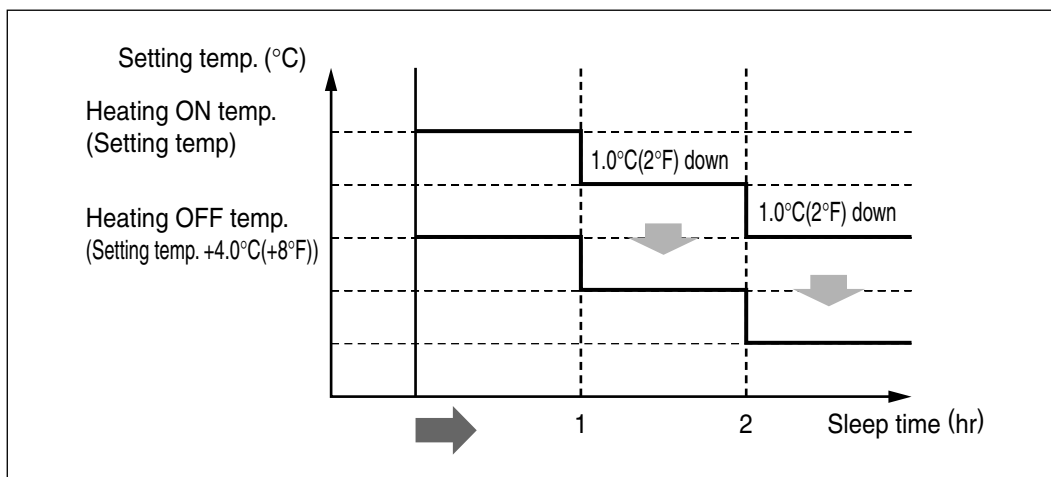 Setting temp. (°C)
Heating ON temp.
(Setting temp)
1.0°C(2°F) down
1.0°C(2°F) down
Heating OFF temp.
(Setting temp. +4.0°C(+8°F))
1
2
Sleep time (hr)